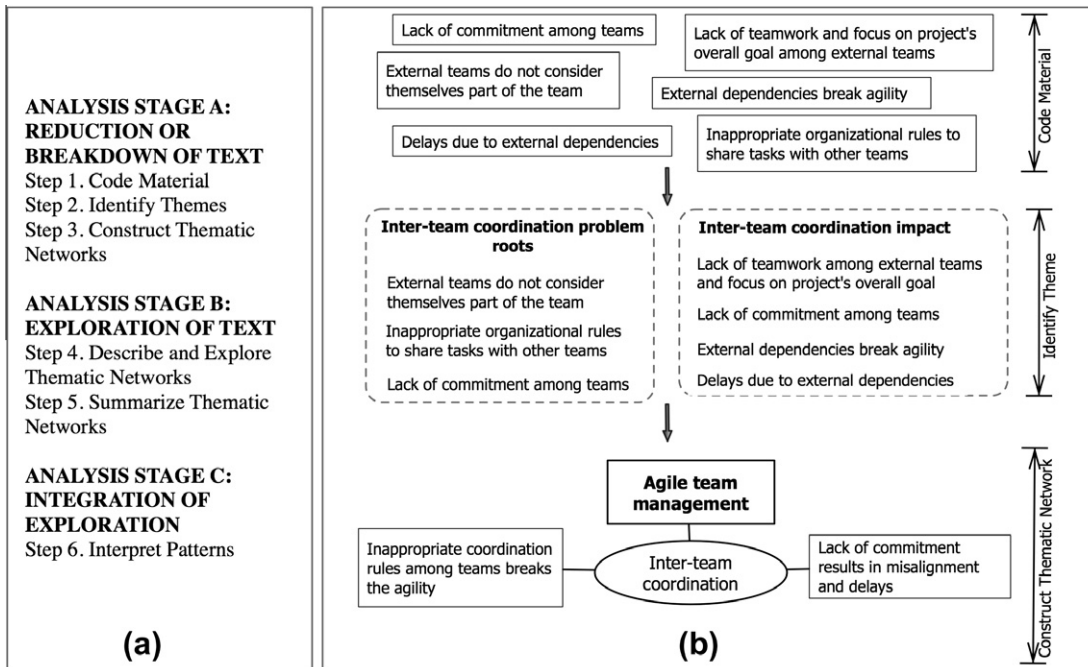 ANALYSIS STAGE A:
REDUCTION OR
BREAKDOWN OF TEXT
Step 1. Code Material
Step 2. Identify Themes
Step 3. Construct Thematic
Networks
ANALYSIS STAGE B:
EXPLORATION OF TEXT
Step 4. Describe and Explore
Thematic Networks
Step 5. Summarize Thematic
Networks
ANALYSIS STAGE C:
INTEGRATION OF
EXPLORATION
Step 6. Interpret Patterns
(a)
Lack of commitment among teams
Lack of teamwork and focus on project's
overall goal among external teams
External teams do not consider
themselves part of the team
External dependencies break agility
Delays due to external dependencies
Inappropriate organizational rules to
share tasks with other teams
Code Material
Inter-team coordination problem
roots
External teams do not consider
themselves part of the team
Inappropriate organizational rules
to share tasks with other teams
Lack of commitment among teams
Inter-team coordination impact
Lack of teamwork among external teams
and focus on project's overall goal
Lack of commitment among teams
External dependencies break agility
Delays due to external dependencies
Identify Theme
Agile team
management
Inappropriate coordination
rules among teams breaks
the agility
Inter-team
coordination
Lack of commitment
results in misalignment
and delays
Construct Thematic Network
(b)